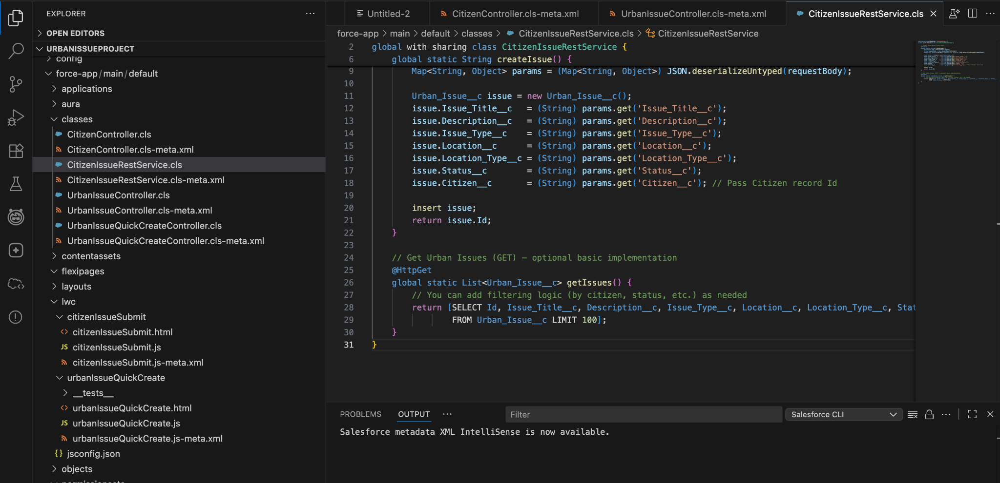 EXPLORER
OPEN EDITORS
URBANISSUEPROJECT
config
force-app/main/default
applications
aura
classes
CitizenController.cls
CitizenController.cls-meta.xml
CitizenIssueRestService.cls
CitizenIssueRestService.cls-meta.xml
UrbanIssueController.cls
UrbanIssueController.cls-meta.xml
UrbanIssueQuickCreateController.cls
UrbanIssueQuickCreateController.cls-meta.xml
contentassets
flexipages
layouts
lwc
citizenIssueSubmit
citizenIssueSubmit.html
JS citizenIssueSubmit.js
citizenIssueSubmit.js-meta.xml
urbanIssueQuickCreate
__tests__
urbanIssueQuickCreate.html
JS urbanIssueQuickCreate.js
urbanIssueQuickCreate.js-meta.xml
{} jsconfig.json
objects
Untitled-2 CitizenController.cls-meta.xml UrbanIssueController.cls-meta.xml CitizenIssueRestService.cls
force-app > main > default > classes > CitizenIssueRestService.cls > CitizenIssueRestService
2 global with sharing class CitizenIssueRestService {
6 global static String createIssue() {
9 Map<String, Object> params = (Map<String, Object>) JSON.deserializeUntyped(requestBody);
10
11 Urban_Issue__c issue = new Urban_Issue__c();
12 issue.Issue_Title__c = (String) params.get('Issue_Title__c');
13 issue.Description__c = (String) params.get('Description__c');
14 issue.Issue_Type__c = (String) params.get('Issue_Type__c');
15 issue.Location__c = (String) params.get('Location__c');
16 issue.Location_Type__c = (String) params.get('Location_Type__c');
17 issue.Status__c = (String) params.get('Status__c');
18 issue.Citizen__c = (String) params.get('Citizen__c'); // Pass Citizen record Id
19
20 insert issue;
21 return issue.Id;
22 }
23
24 // Get Urban Issues (GET) – optional basic implementation
25 @HttpGet
26 global static List<Urban_Issue__c> getIssues() {
27 // You can add filtering logic (by citizen, status, etc.) as needed
28 return [SELECT Id, Issue_Title__c, Description__c, Issue_Type__c, Location__c, Location_Type__c, Stat
29 FROM Urban_Issue__c LIMIT 100];
30 }
31 }
PROBLEMS OUTPUT Filter Salesforce CLI
Salesforce metadata XML IntelliSense is now available.